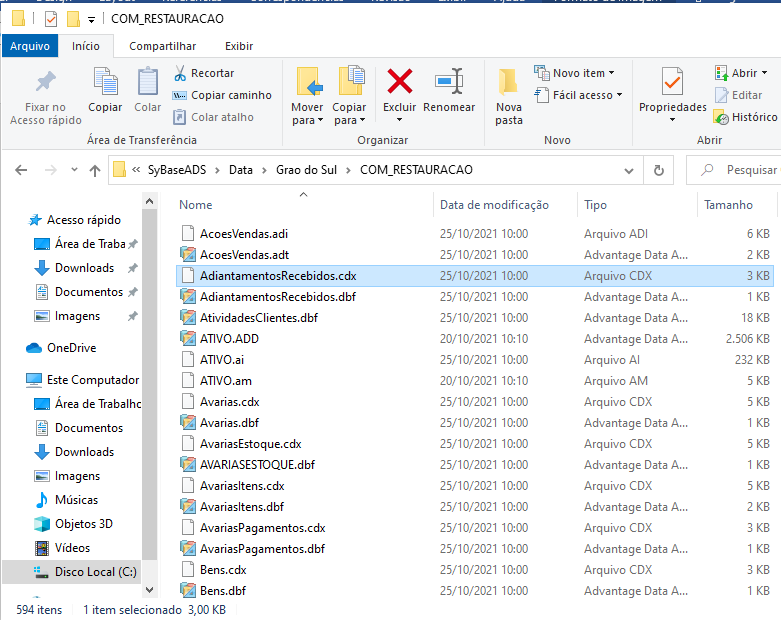 COM_RESTAURACAO
Arquivo Início Compartilhar Exibir
Fixar no Acesso rápido
Copiar
Colar
Recortar
Copiar caminho
Colar atalho
Área de Transferência
Mover para
Copiar para
Excluir
Renomear
Organizar
Nova pasta
Novo item
Fácil acesso
Novo
Propriedades
Abrir
Editar
Histórico
Abrir
« SyBaseADS > Data > Grao do Sul > COM_RESTAURACAO
Pesquisar
Acesso rápido
Área de Traba
Downloads
Documentos
Imagens
OneDrive
Este Computador
Área de Trabalho
Documentos
Downloads
Imagens
Músicas
Objetos 3D
Vídeos
Disco Local (C:)
Nome Data de modificação Tipo Tamanho
AcoesVendas.adi 25/10/2021 10:00 Arquivo ADI 6 KB
AcoesVendas.adt 25/10/2021 10:00 Advantage Data A... 2 KB
AdiantamentosRecebidos.cdx 25/10/2021 10:00 Arquivo CDX 3 KB
AdiantamentosRecebidos.dbf 25/10/2021 10:00 Advantage Data A... 1 KB
AtividadesClientes.dbf 25/10/2021 10:00 Advantage Data A... 18 KB
ATIVO.ADD 20/10/2021 10:10 Advantage Data A... 2.506 KB
ATIVO.ai 25/10/2021 10:00 Arquivo AI 232 KB
ATIVO.am 20/10/2021 10:10 Arquivo AM 5 KB
Avarias.cdx 25/10/2021 10:00 Arquivo CDX 5 KB
Avarias.dbf 25/10/2021 10:00 Advantage Data A... 1 KB
AvariasEstoque.cdx 25/10/2021 10:00 Arquivo CDX 5 KB
AVARIASESTOQUE.dbf 25/10/2021 10:00 Advantage Data A... 1 KB
AvariasItens.cdx 25/10/2021 10:00 Arquivo CDX 5 KB
AvariasItens.dbf 25/10/2021 10:00 Advantage Data A... 1 KB
AvariasPagamentos.cdx 25/10/2021 10:00 Arquivo CDX 3 KB
AvariasPagamentos.dbf 25/10/2021 10:00 Advantage Data A... 1 KB
Bens.cdx 25/10/2021 10:00 Arquivo CDX 3 KB
Bens.dbf 25/10/2021 10:00 Advantage Data A... 1 KB
594 itens 1 item selecionado 3,00 KB